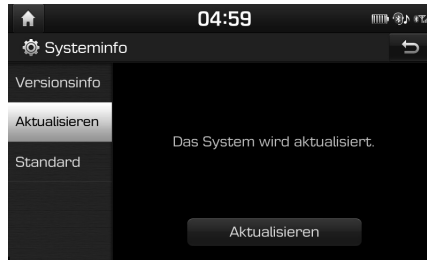 04:59
Systeminfo
Versionsinfo
Aktualisieren
Das System wird aktualisiert.
Standard
Aktualisieren